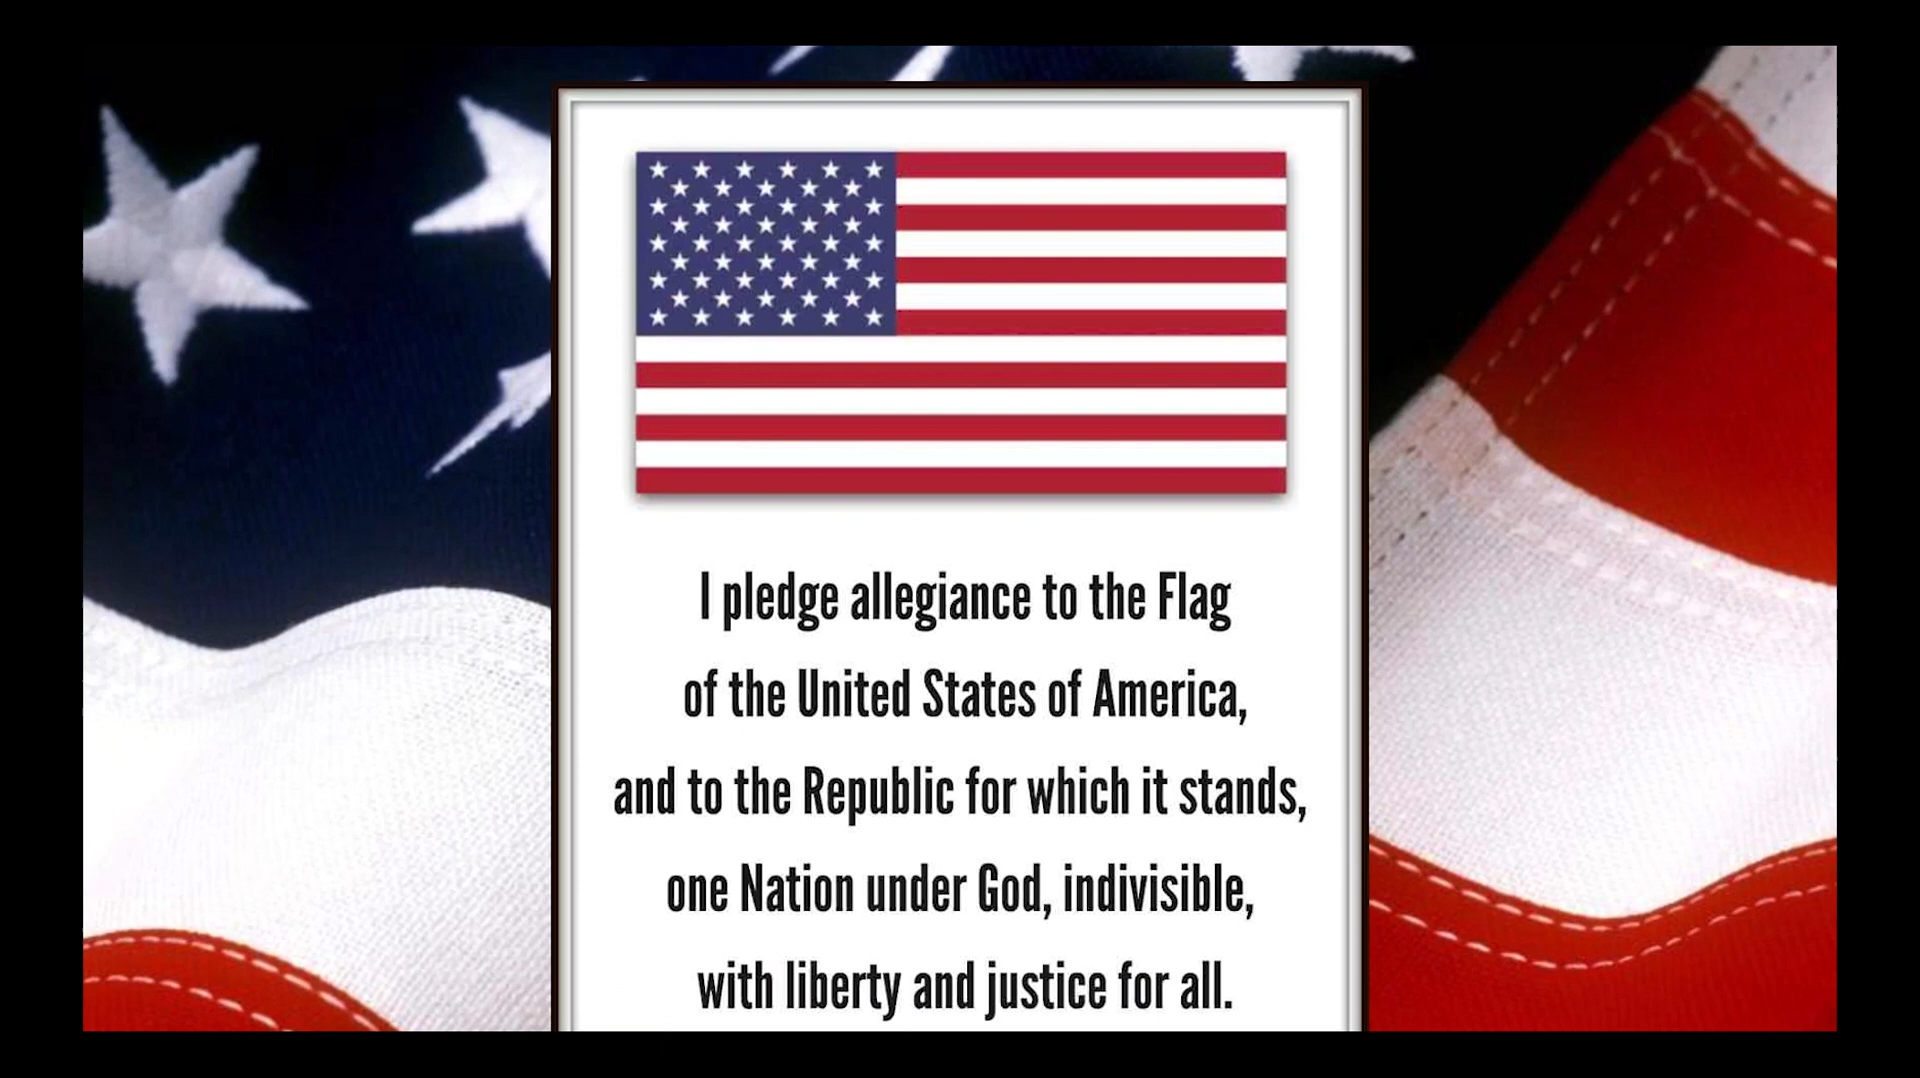 I pledge allegiance to the Flag
of the United States of America,
and to the Republic for which it stands,
one Nation under God, indivisible,
with liberty and justice for all.